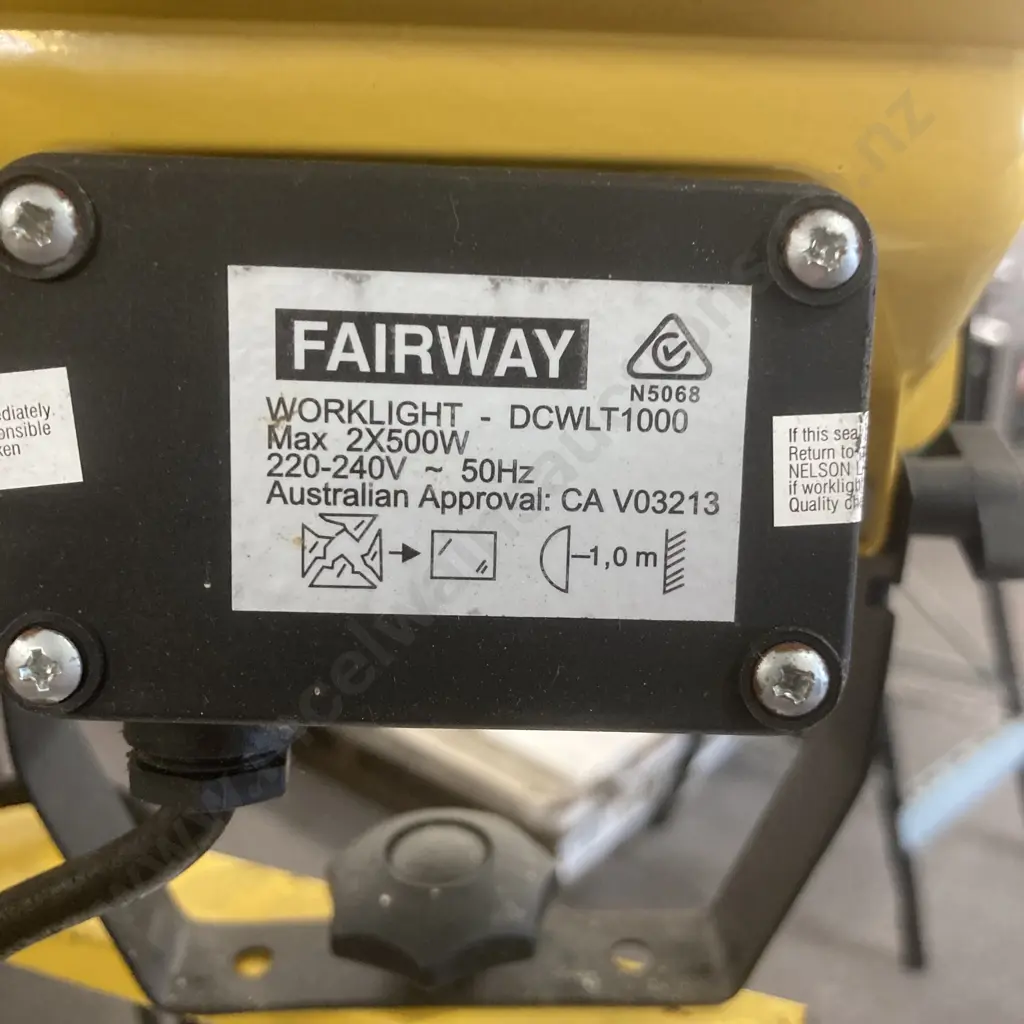 FAIRWAY
N5068
WORKLIGHT - DCWLT1000
Max 2X500W
220-240V ~ 50Hz
Australian Approval: CA V03213
1,0 m
ediately.
onsible
ken
If this seal
Return to
NELSON L
if workligh
Quality